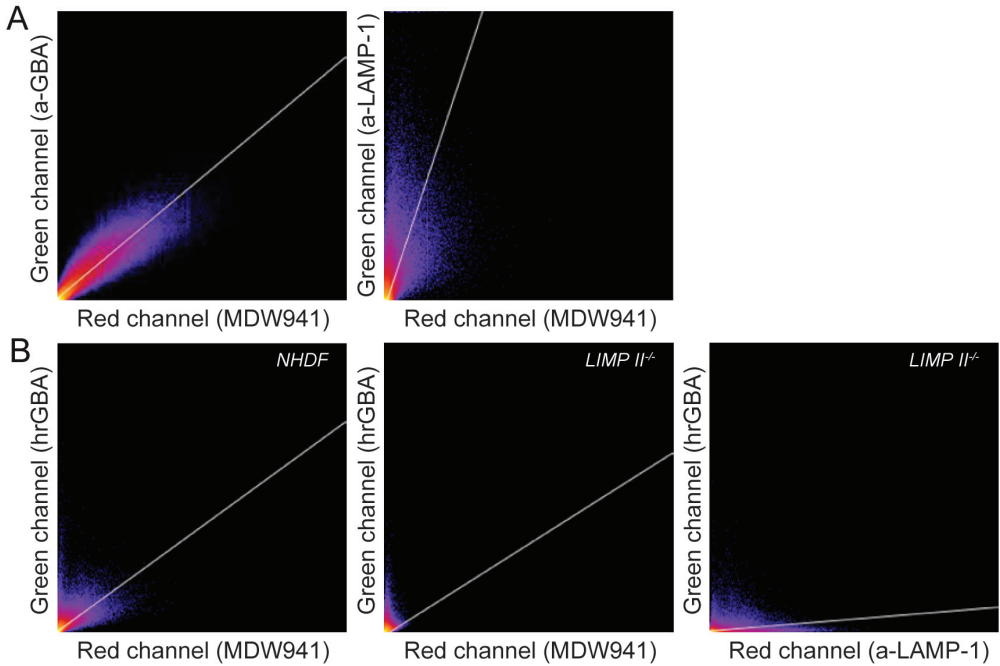 A
Green channel (a-GBA)
Red channel (MDW941)
Green channel (a-LAMP-1)
Red channel (MDW941)
B
NHDF
Green channel (hrGBA)
Red channel (MDW941)
LIMP II-/-
Green channel (hrGBA)
Red channel (MDW941)
LIMP II-/-
Green channel (hrGBA)
Red channel (a-LAMP-1)